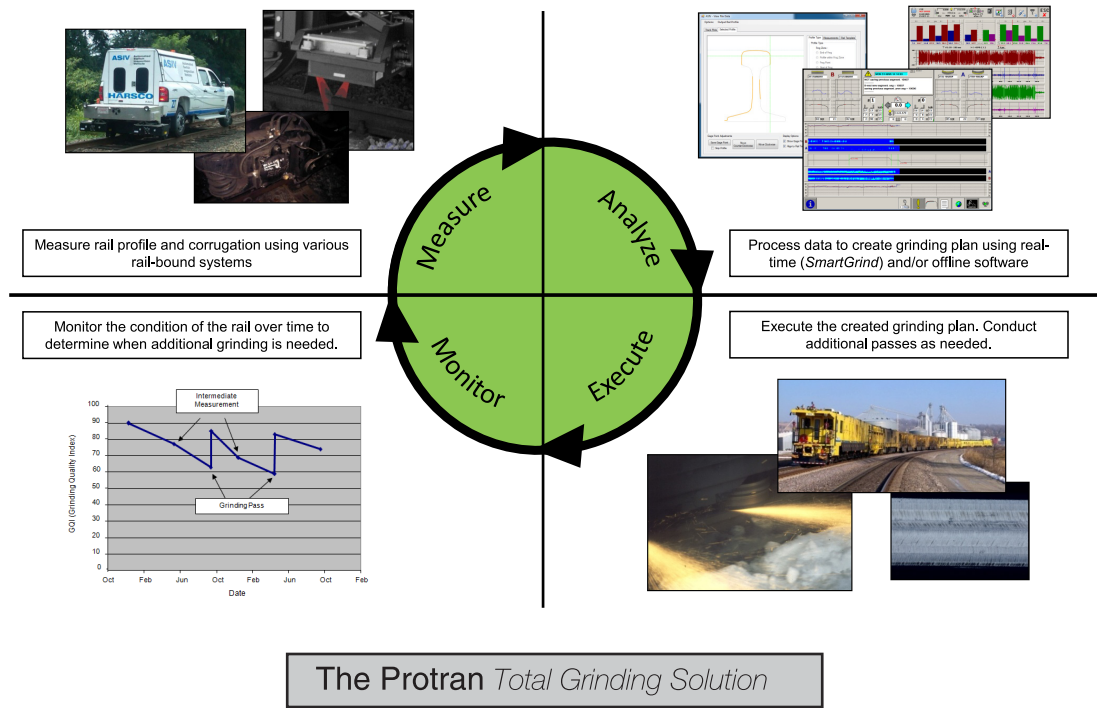 ASIV
ASIV
HARSCO
Measure rail profile and corrugation using various
rail-bound systems
Process data to create grinding plan using real-
time (SmartGrind) and/or offline software
Measure
Analyze
Monitor
Execute
Monitor the condition of the rail over time to
determine when additional grinding is needed.
Execute the created grinding plan. Conduct
additional passes as needed.
Intermediate
Measurement
Grinding Pass
GQI (Grinding Quality Index)
100
90
80
70
60
50
40
30
20
10
0
Oct
Feb
Jun
Oct
Feb
Jun
Oct
Feb
Date
The Protran Total Grinding Solution